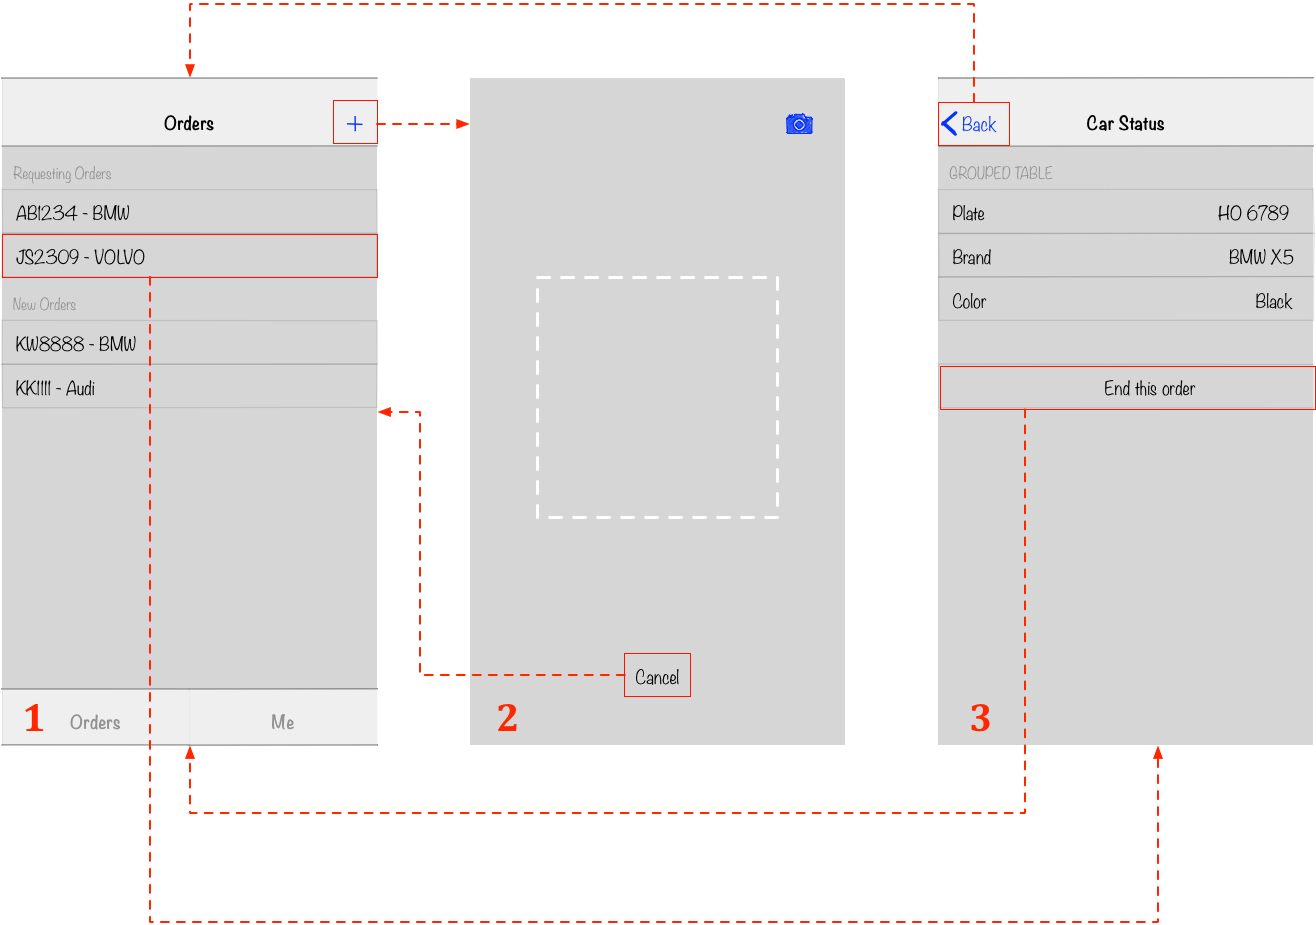 Orders
+
Requesting Orders
AB1234 - BMW
JS2309 - VOLVO
New Orders
KW8888 - BMW
KK1111 - Audi
1
Orders
Me
Cancel
2
Back
Car Status
GROUPED TABLE
Plate
HO 6789
Brand
BMW X5
Color
Black
End this order
3